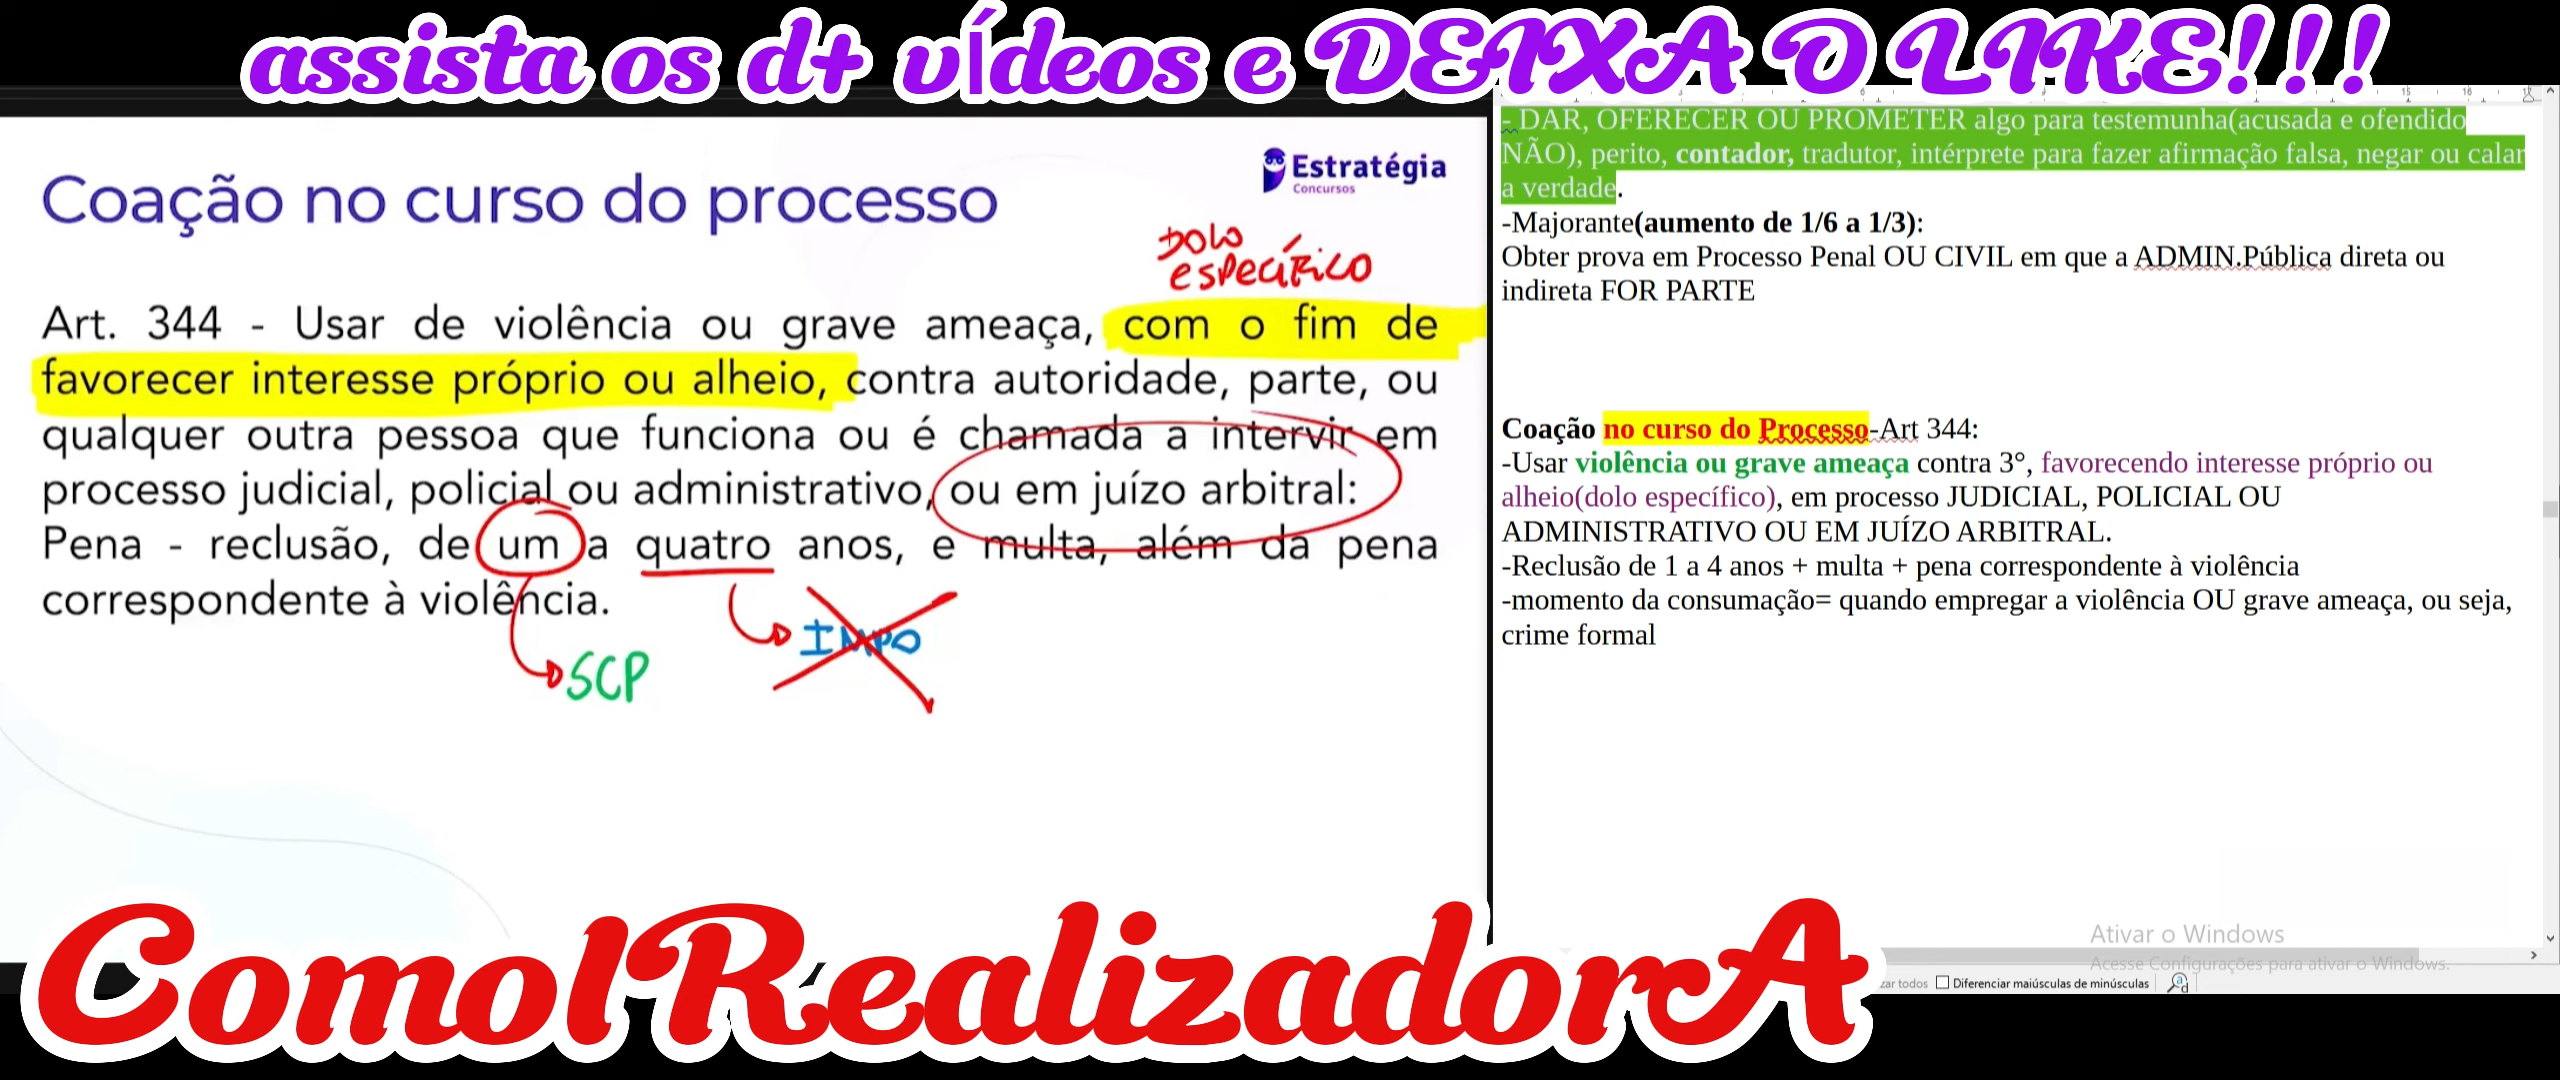 assista os d+ vÍdeos e DEIXA O LIKE!!!
Estratégia
Concursos
Coação no curso do processo
DOLO
ESPECÍFICO
Art. 344 - Usar de violência ou grave ameaça, com o fim de
favorecer interesse próprio ou alheio, contra autoridade, parte, ou
qualquer outra pessoa que funciona ou é chamada a intervir em
processo judicial, policial ou administrativo, ou em juízo arbitral:
Pena - reclusão, de um a quatro anos, e multa, além da pena
correspondente à violência.
SCP
IMPO
- DAR, OFERECER OU PROMETER algo para testemunha(acusada e ofendido
NÃO), perito, contador, tradutor, intérprete para fazer afirmação falsa, negar ou calar
a verdade.
-Majorante(aumento de 1/6 a 1/3):
Obter prova em Processo Penal OU CIVIL em que a ADMIN.Pública direta ou
indireta FOR PARTE
Coação no curso do Processo-Art 344:
-Usar violência ou grave ameaça contra 3°, favorecendo interesse próprio ou
alheio(dolo específico), em processo JUDICIAL, POLICIAL OU
ADMINISTRATIVO OU EM JUÍZO ARBITRAL.
-Reclusão de 1 a 4 anos + multa + pena correspondente à violência
-momento da consumação= quando empregar a violência OU grave ameaça, ou seja,
crime formal
Ativar o Windows
Acesse Configurações para ativar o Windows.
todos Diferenciar maiúsculas de minúsculas
ComolRealizadorA